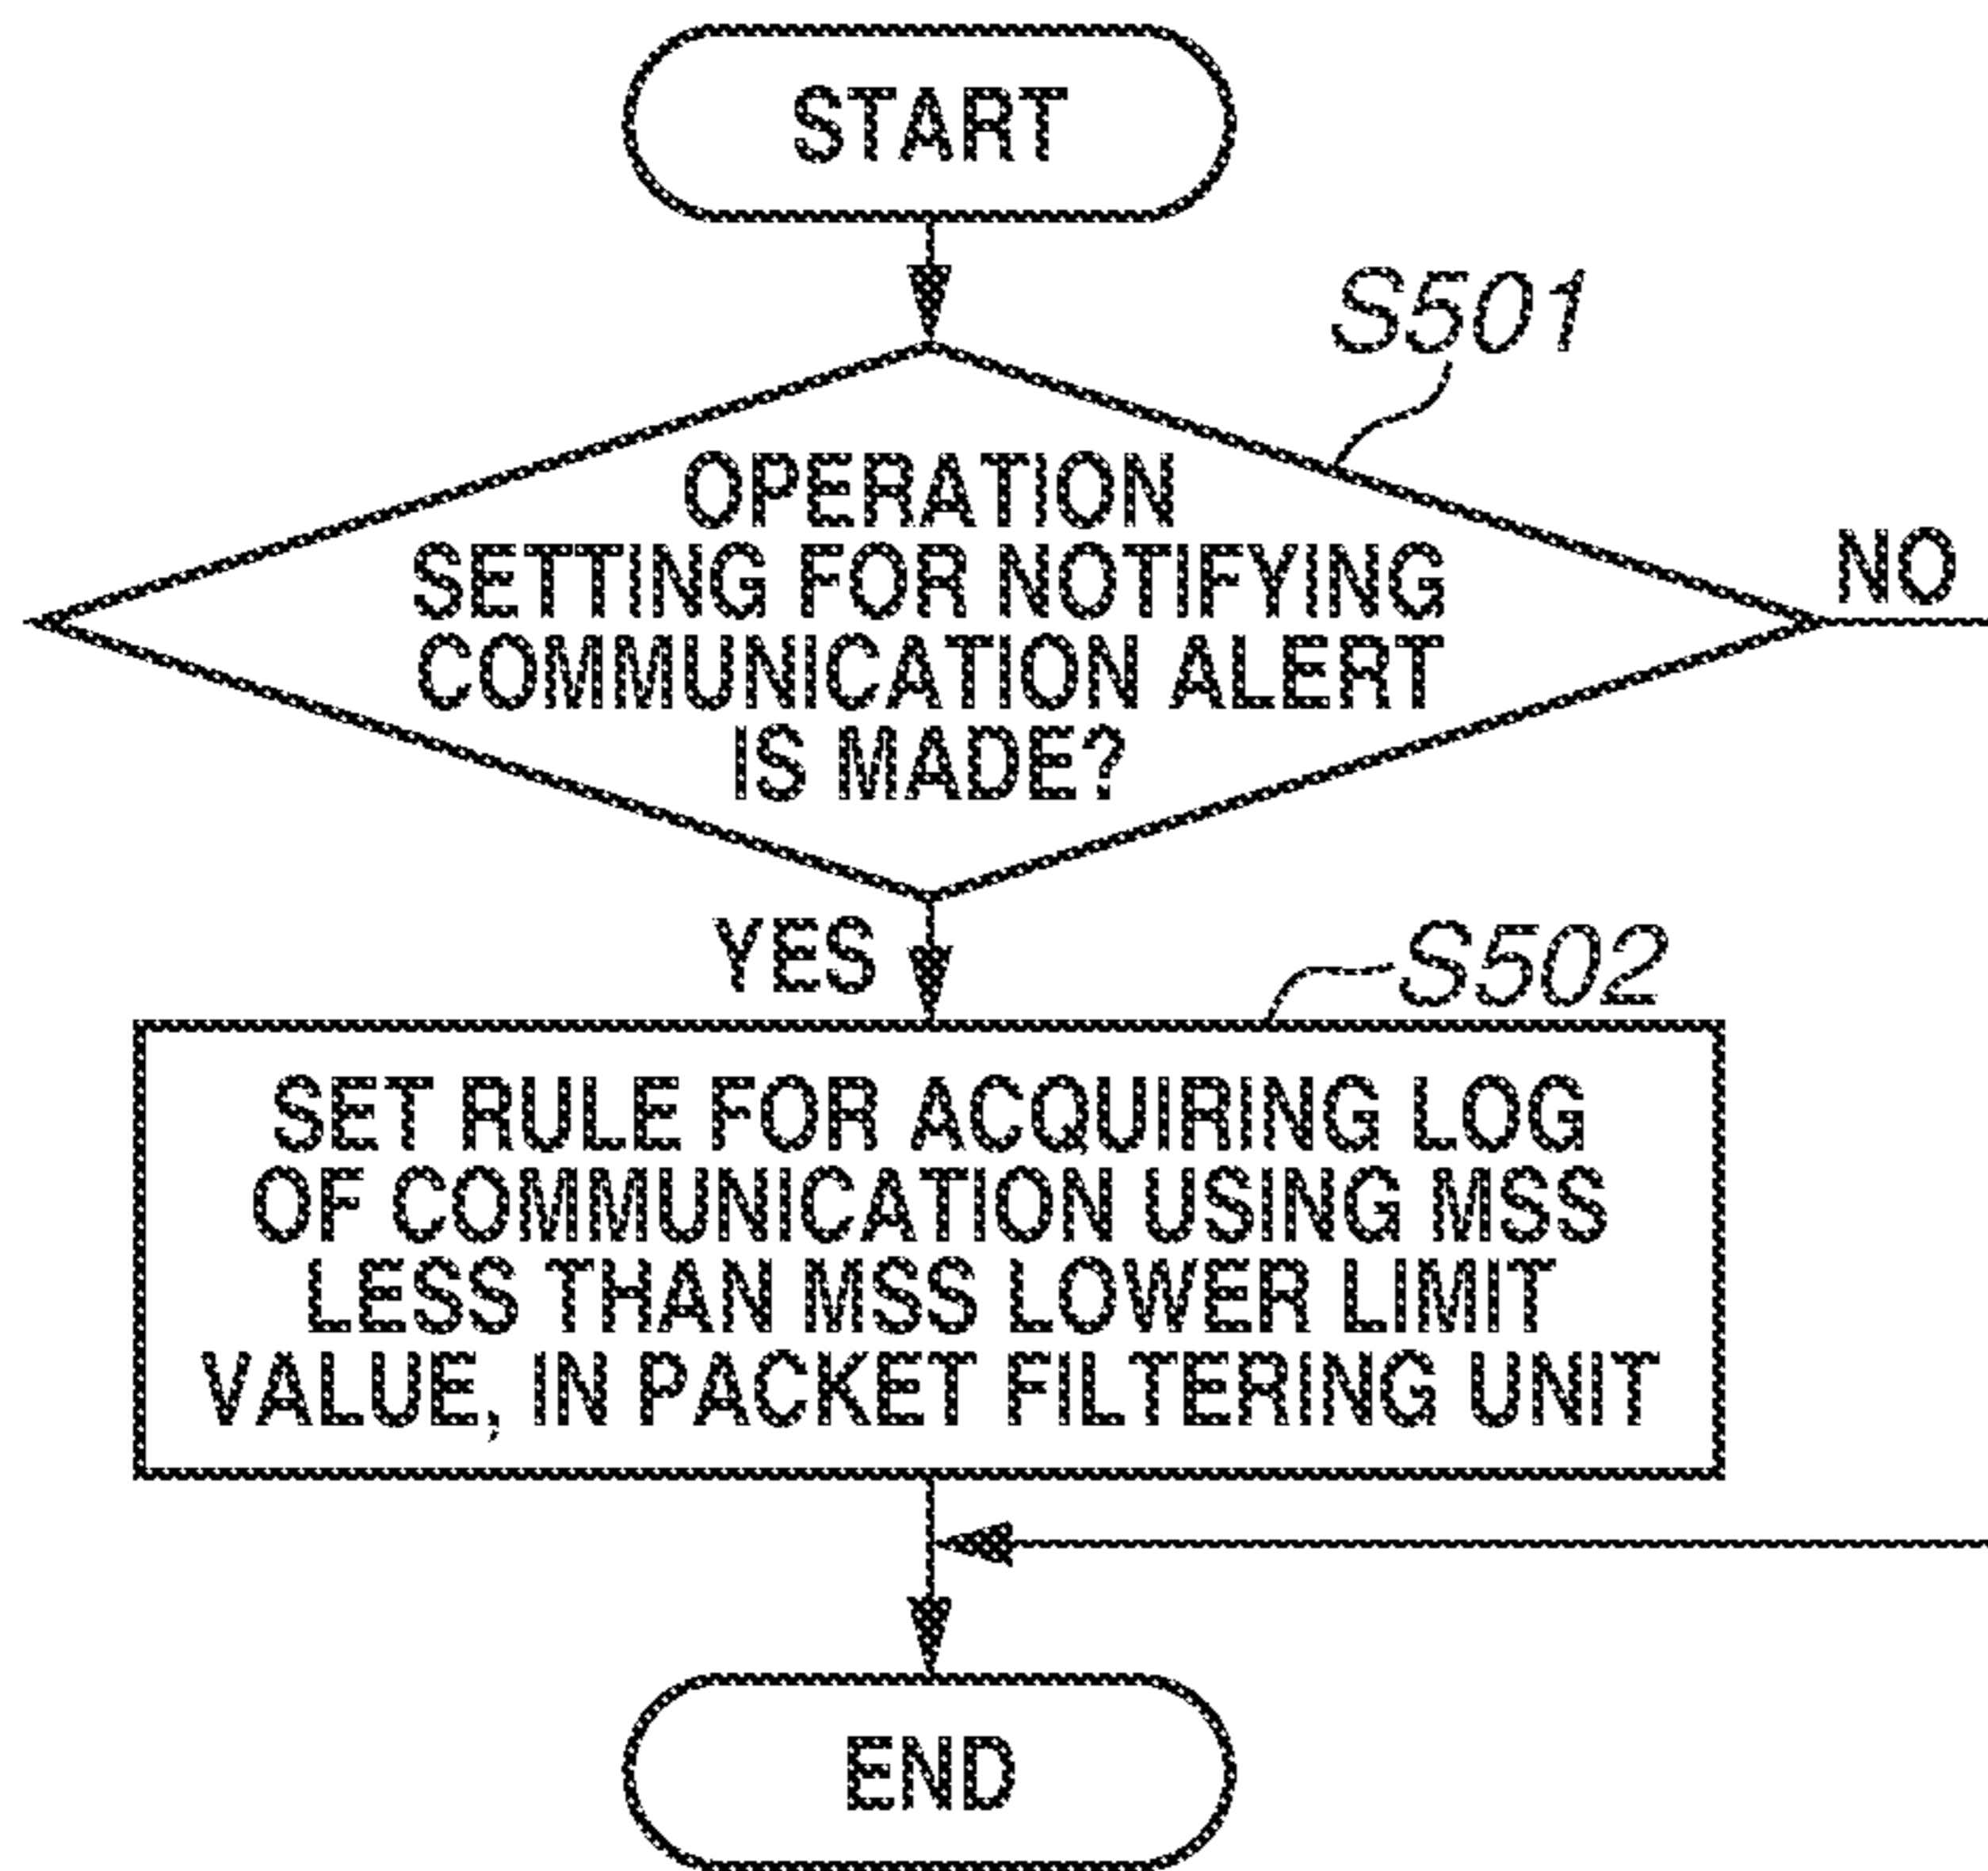 START
S501
OPERATION
SETTING FOR NOTIFYING
COMMUNICATION ALERT
IS MADE?
NO
YES
S502
SET RULE FOR ACQUIRING LOG
OF COMMUNICATION USING MSS
LESS THAN MSS LOWER LIMIT
VALUE, IN PACKET FILTERING UNIT
END